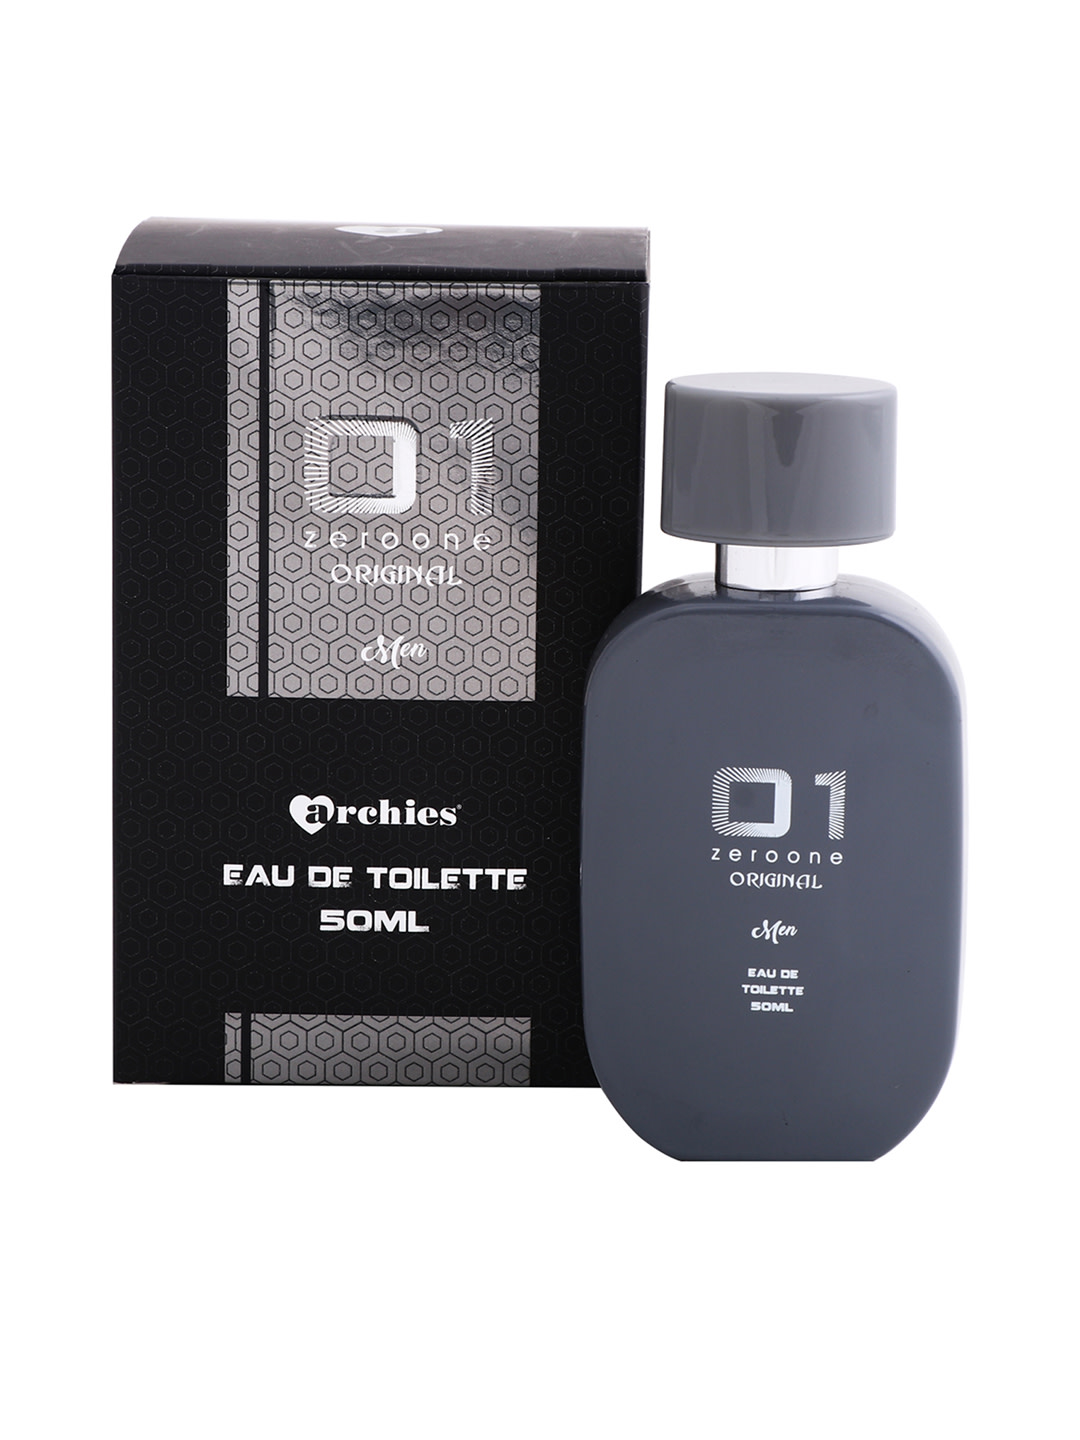 01
zeroone
ORIGINAL
Men
archies®
EAU DE TOILETTE
50ML
01
zeroone
ORIGINAL
Men
EAU DE
TOILETTE
50ML